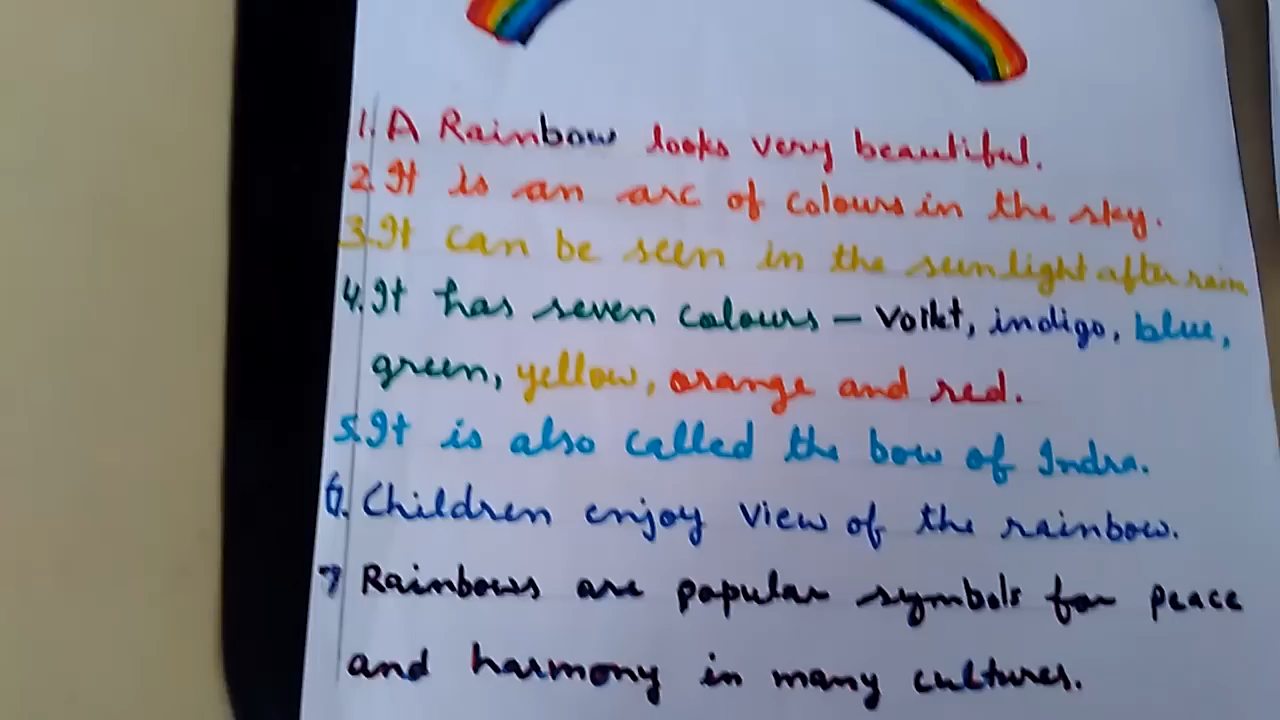 1. A Rainbow looks very beautiful.
2. It is an arc of colours in the sky.
3. It can be seen in the sunlight after rain
4. It has seven colours – Voilet, indigo, blue,
green, yellow, orange and red.
5. It is also called the bow of Indra.
6. Children enjoy view of the rainbow.
7 Rainbows are popular symbols for peace
and harmony in many cultures.